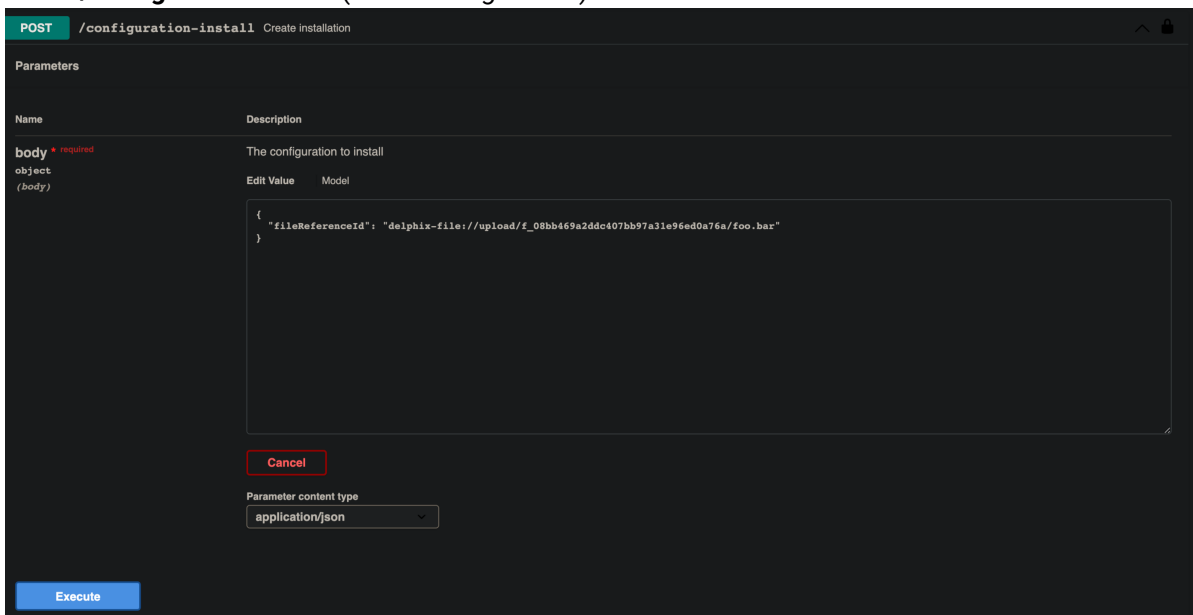 POST /configuration-install Create installation
Parameters
Name Description
body * required The configuration to install
object
(body)
Edit Value Model
{
"fileReferenceId": "delphix-file://upload/f_08bb469a2ddc407bb97a31e96ed0a76a/foo.bar"
}
Cancel
Parameter content type
application/json
Execute